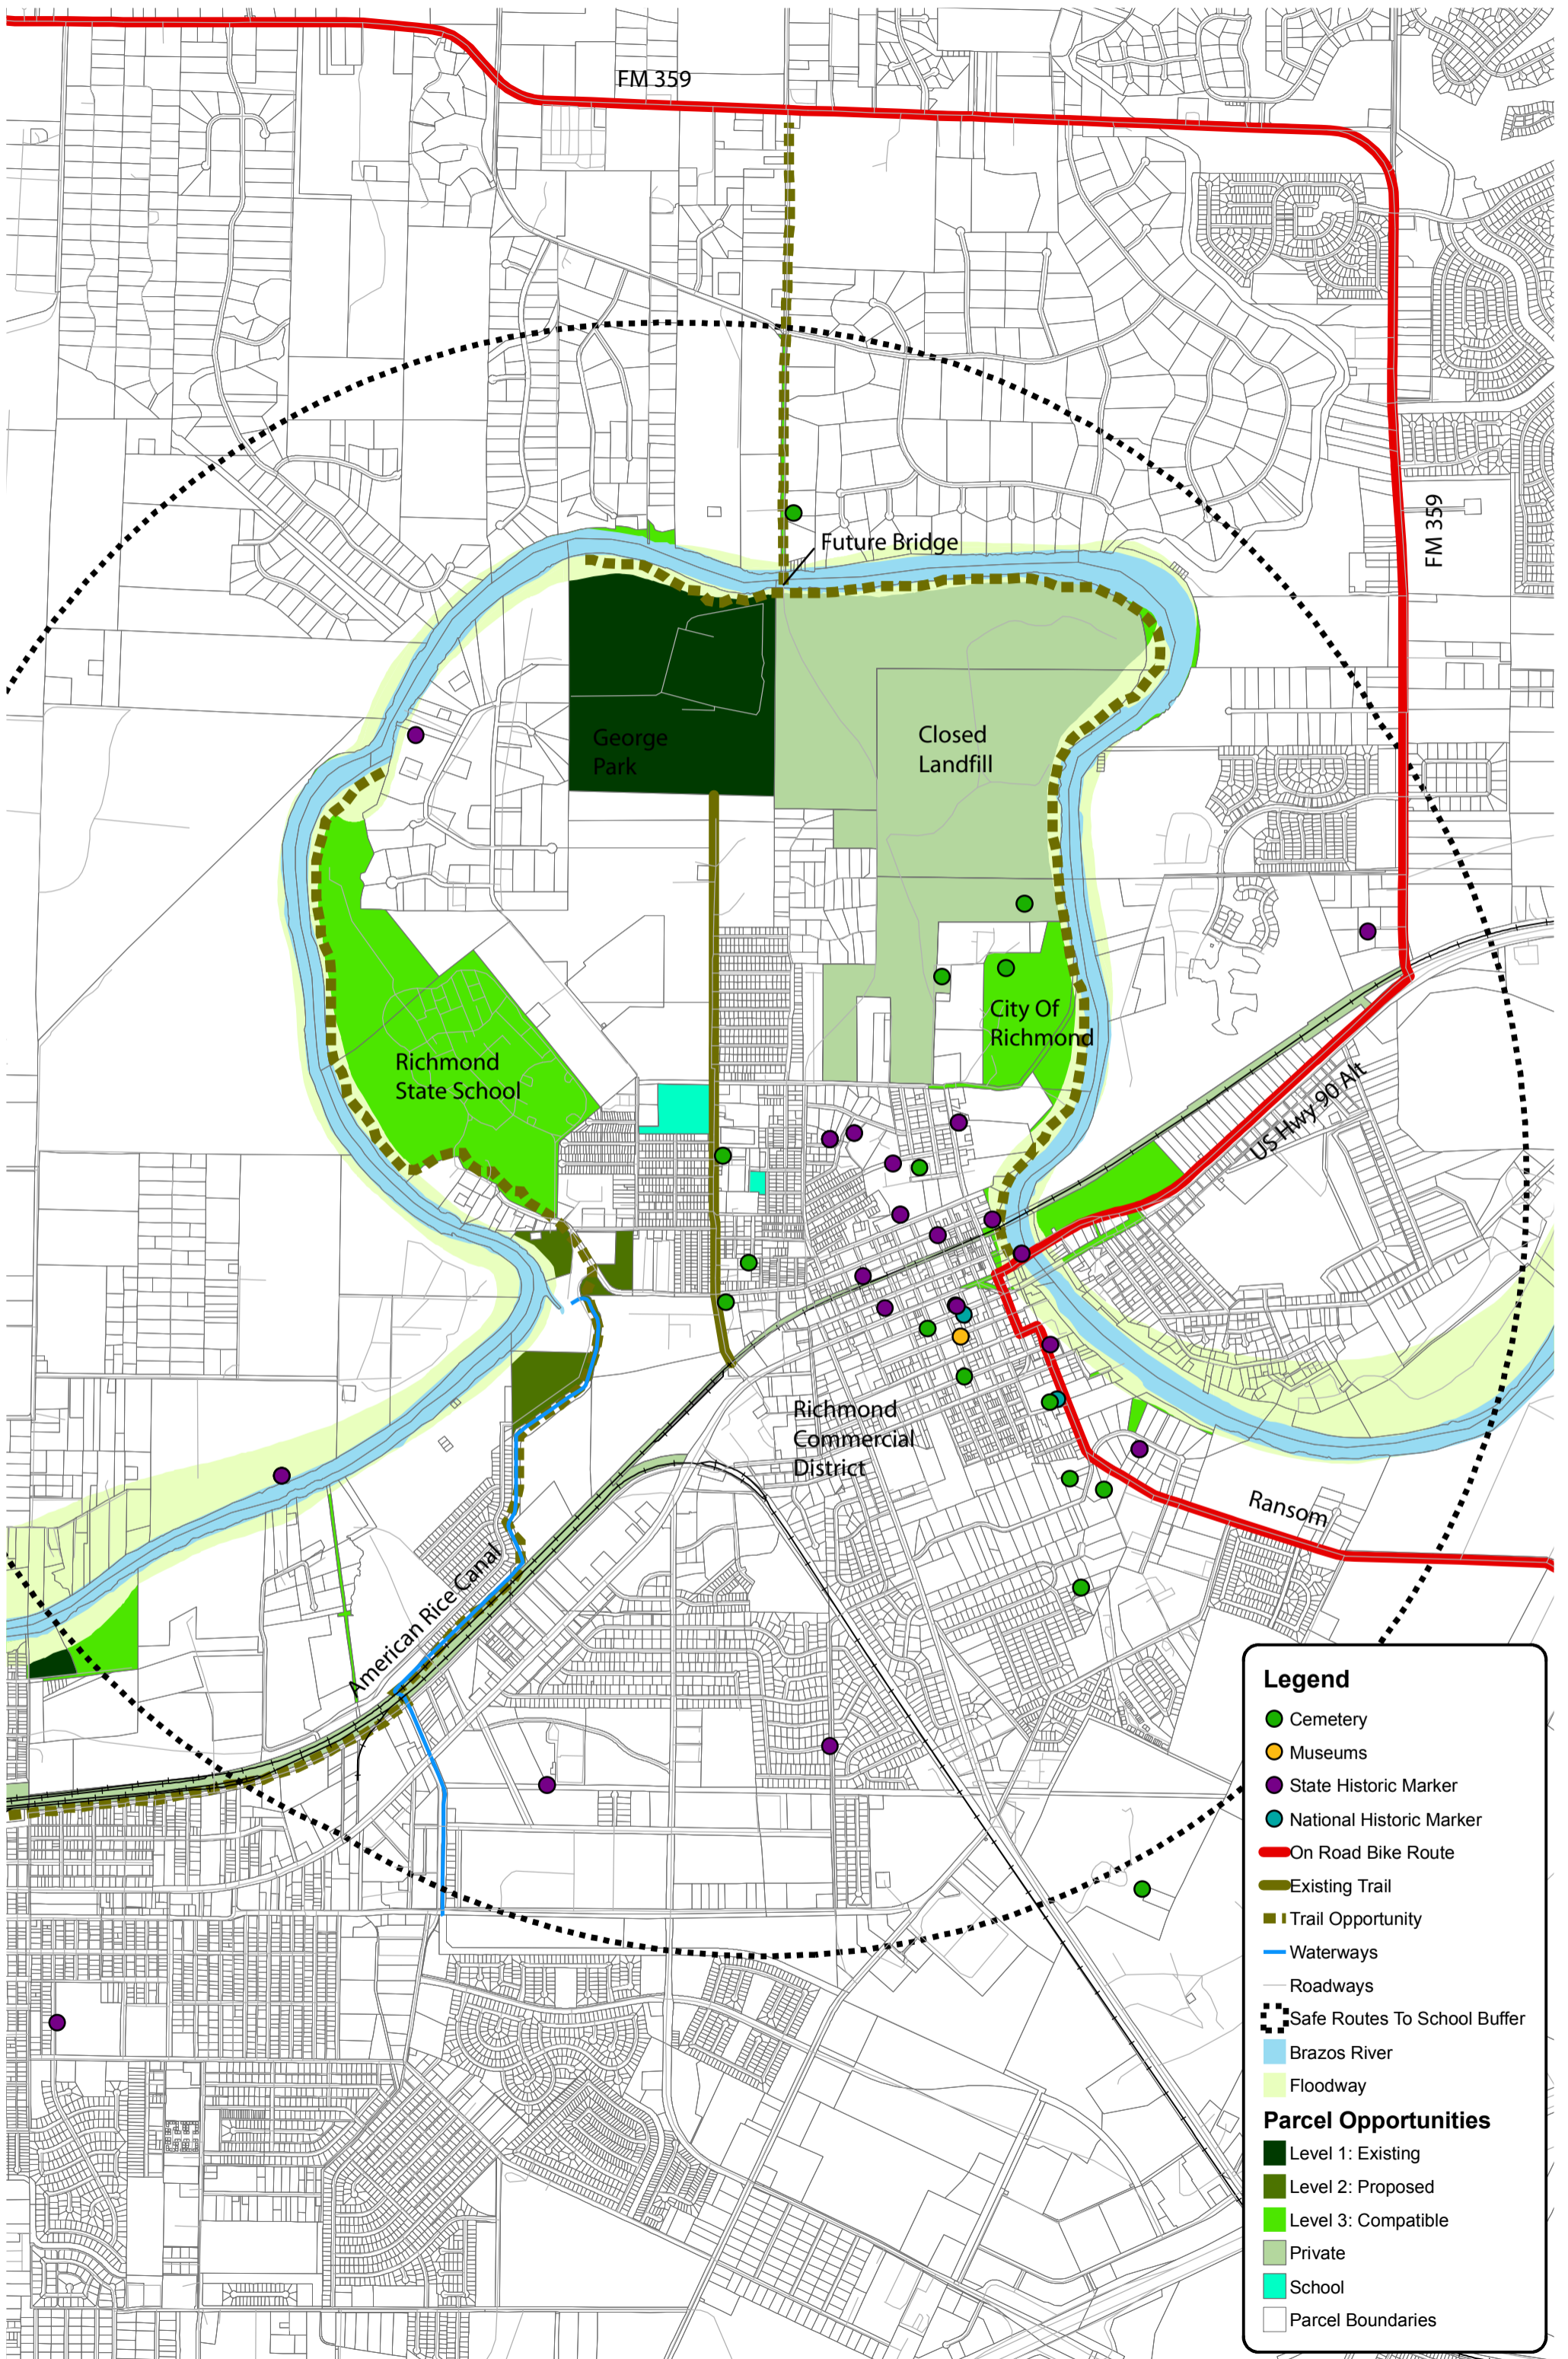 FM 359
Future Bridge
FM 359
George
Park
Closed
Landfill
City Of
Richmond
Richmond
State School
US Hwy 90 Alt
Richmond
Commercial
District
Ransom
American Rice Canal
Legend
Cemetery
Museums
State Historic Marker
National Historic Marker
On Road Bike Route
Existing Trail
Trail Opportunity
Waterways
Roadways
Safe Routes To School Buffer
Brazos River
Floodway
Parcel Opportunities
Level 1: Existing
Level 2: Proposed
Level 3: Compatible
Private
School
Parcel Boundaries